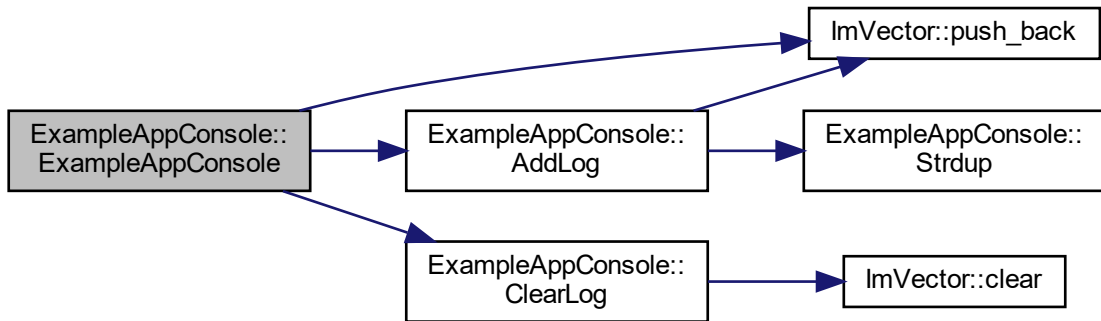 ExampleAppConsole::
ExampleAppConsole
ImVector::push_back
ExampleAppConsole::
AddLog
ExampleAppConsole::
Strdup
ExampleAppConsole::
ClearLog
ImVector::clear